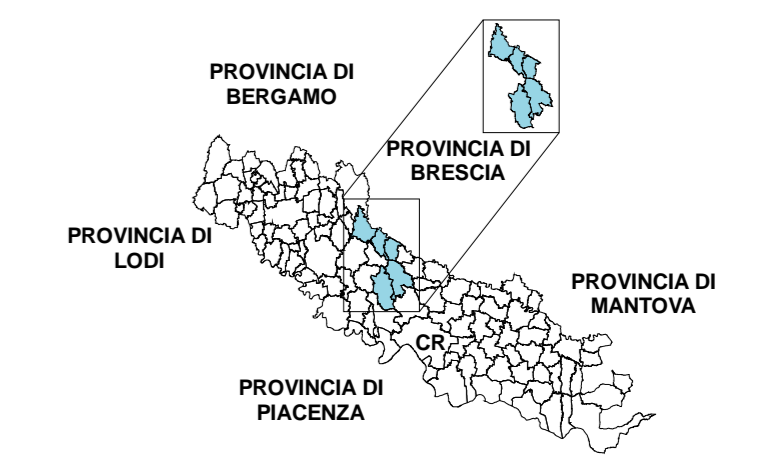 PROVINCIA DI
BERGAMO
PROVINCIA DI
BRESCIA
PROVINCIA DI
LODI
PROVINCIA DI
MANTOVA
CR
PROVINCIA DI
PIACENZA